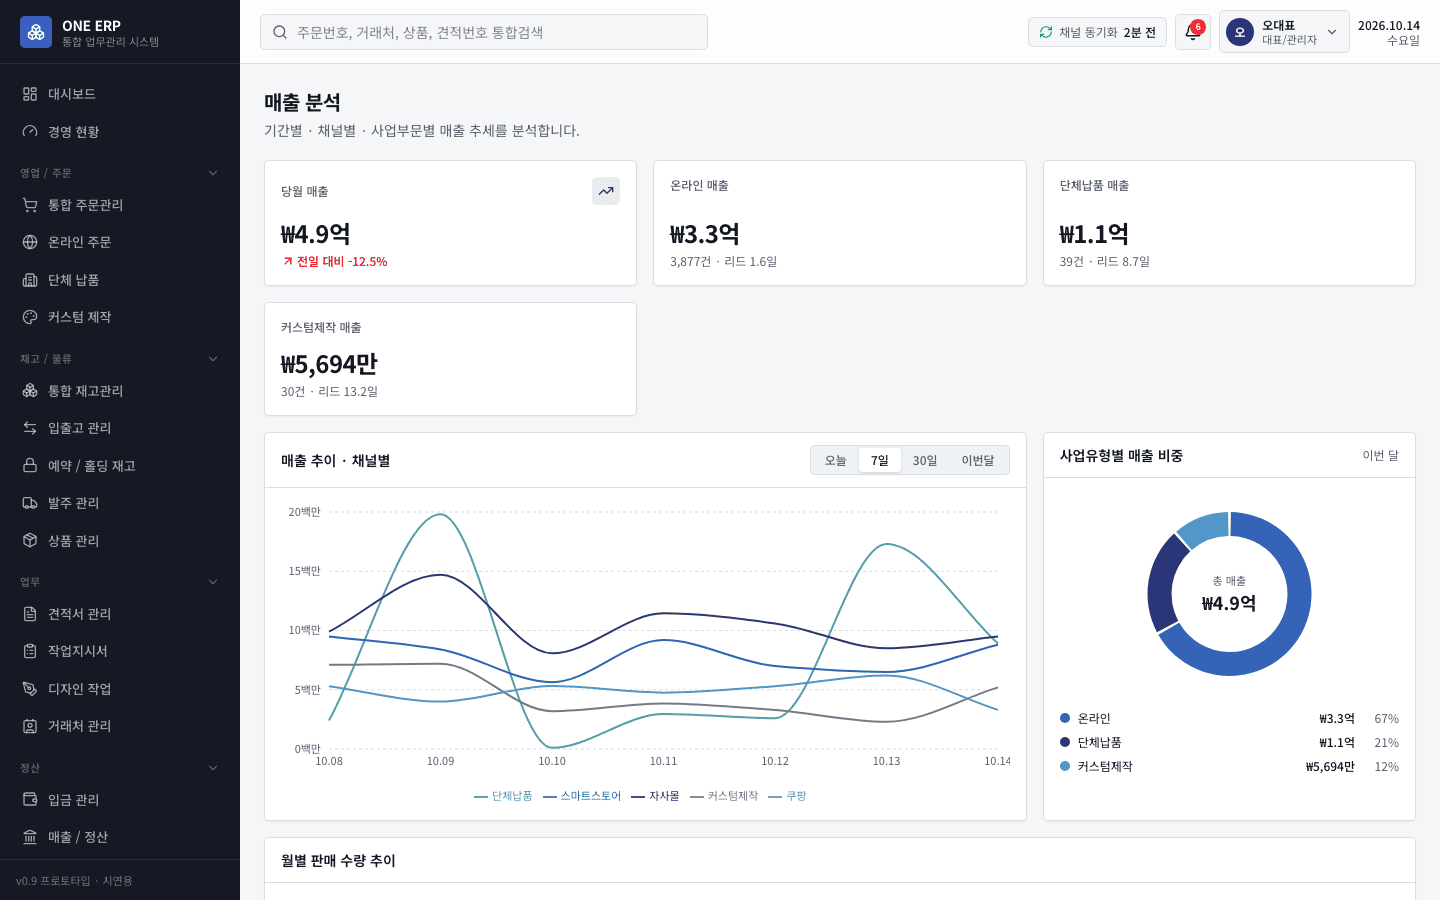 ONE ERP
통합 업무관리 시스템
대시보드
경영 현황
영업 / 주문
통합 주문관리
온라인 주문
단체 납품
커스텀 제작
재고 / 물류
통합 재고관리
입출고 관리
예약 / 홀딩 재고
발주 관리
상품 관리
업무
견적서 관리
작업지시서
디자인 작업
거래처 관리
정산
입금 관리
매출 / 정산
v0.9 프로토타입 · 시연용
주문번호, 거래처, 상품, 견적번호 통합검색
채널 동기화 2분 전
6
오
오대표
대표/관리자
2026.10.14
수요일
매출 분석
기간별 · 채널별 · 사업부문별 매출 추세를 분석합니다.
당월 매출
₩4.9억
전일 대비 -12.5%
온라인 매출
₩3.3억
3,877건 · 리드 1.6일
단체납품 매출
₩1.1억
39건 · 리드 8.7일
커스텀제작 매출
₩5,694만
30건 · 리드 13.2일
매출 추이 · 채널별
오늘 7일 30일 이번달
20백만
15백만
10백만
5백만
0백만
10.08 10.09 10.10 10.11 10.12 10.13 10.14
단체납품 스마트스토어 자사몰 커스텀제작 쿠팡
사업유형별 매출 비중
이번 달
총 매출
₩4.9억
온라인 ₩3.3억 67%
단체납품 ₩1.1억 21%
커스텀제작 ₩5,694만 12%
월별 판매 수량 추이